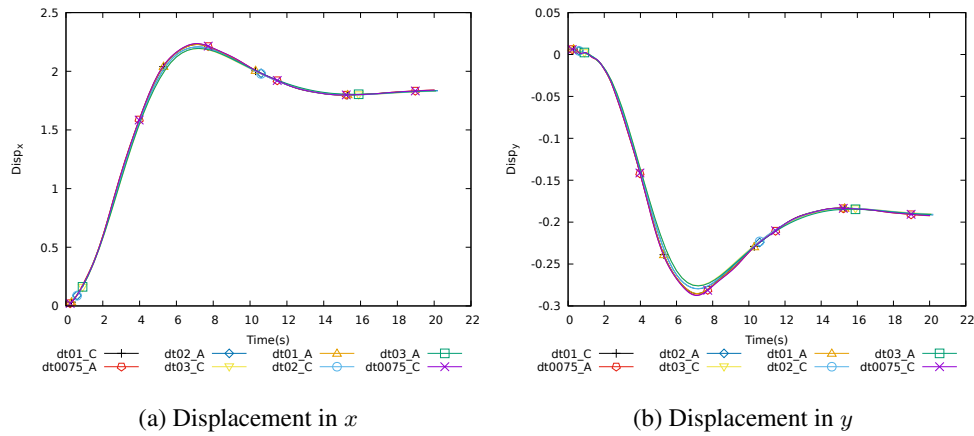 2.5
2
1.5
1
0.5
0
Disp_x
0 2 4 6 8 10 12 14 16 18 20 22
Time(s)
dt01_C dt02_A dt01_A dt03_A
dt0075_A dt03_C dt02_C dt0075_C
(a) Displacement in x
0.05
0
-0.05
-0.1
-0.15
-0.2
-0.25
-0.3
Disp_y
0 2 4 6 8 10 12 14 16 18 20 22
Time(s)
dt01_C dt02_A dt01_A dt03_A
dt0075_A dt03_C dt02_C dt0075_C
(b) Displacement in y